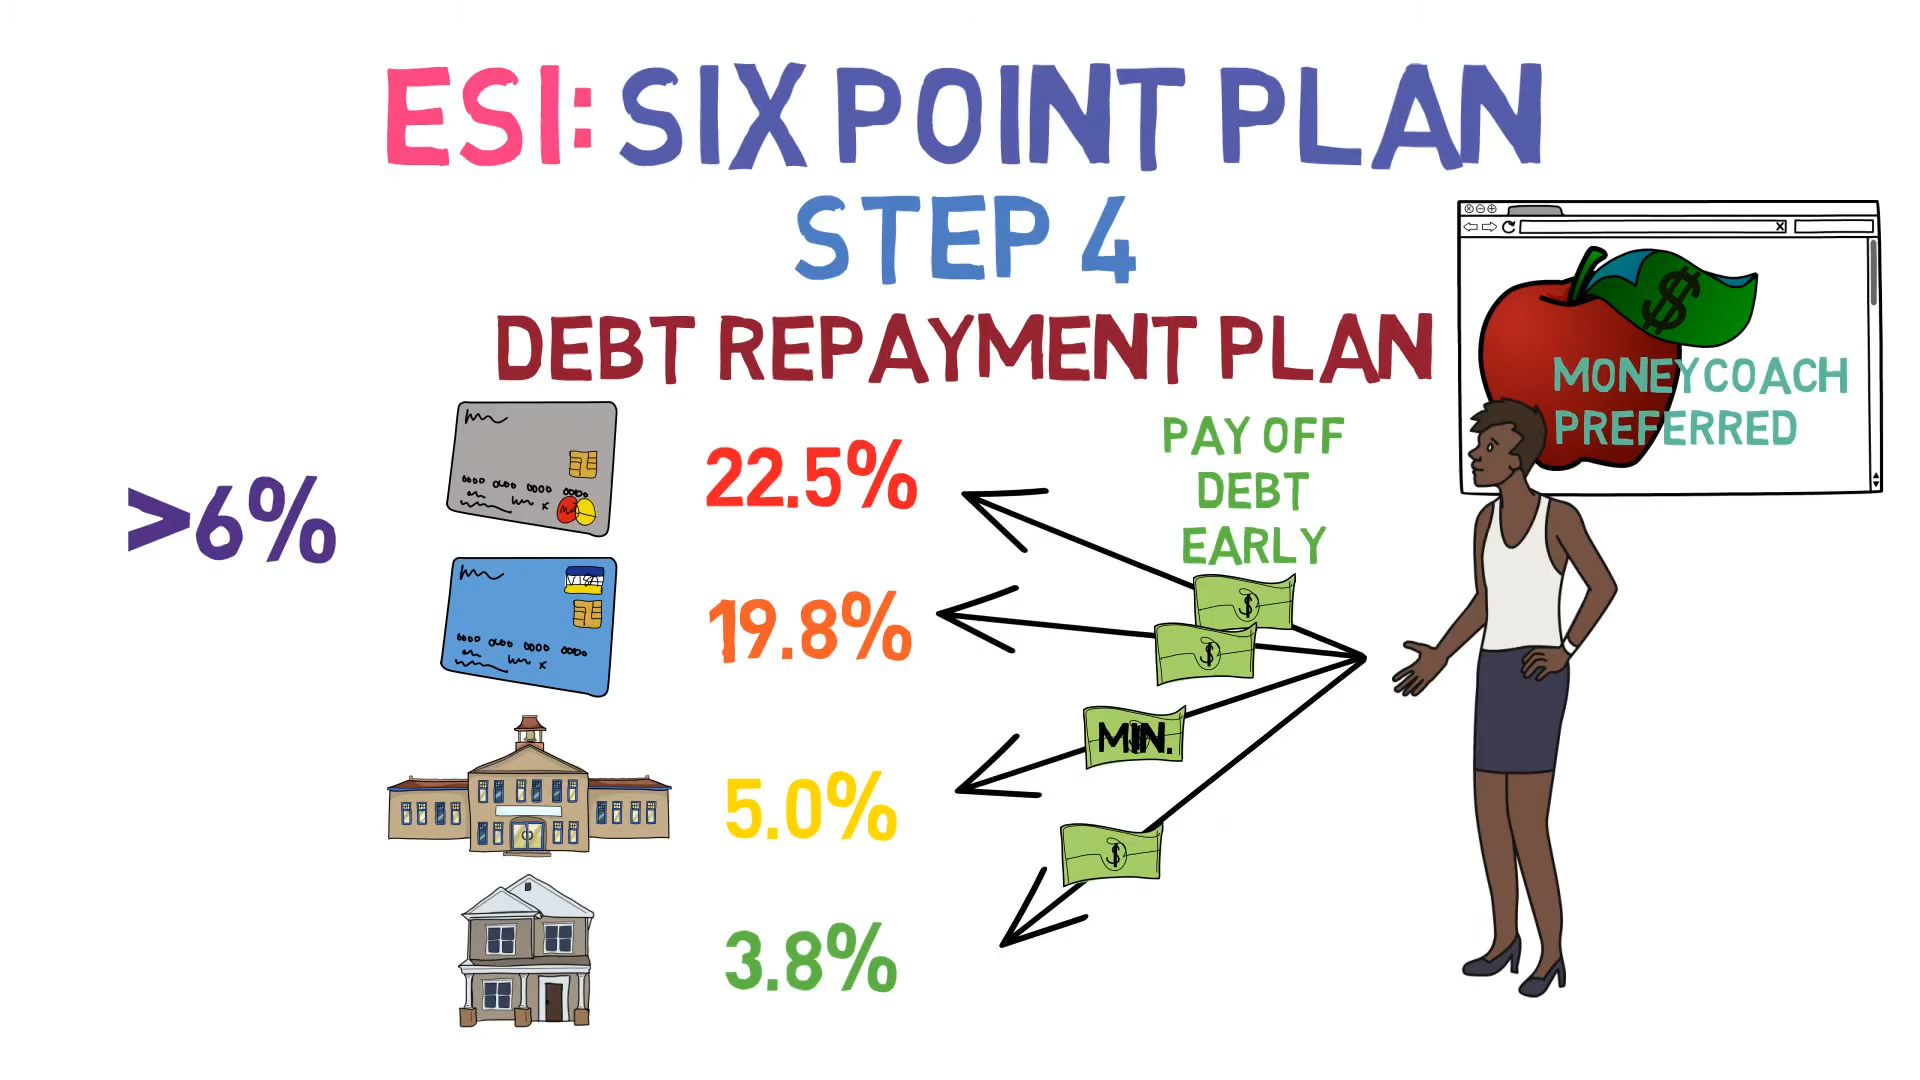 ESI: SIX POINT PLAN
STEP 4
DEBT REPAYMENT PLAN
MONEYCOACH
PREFERRED
PAY OFF
DEBT
EARLY
>6%
22.5%
VISA
19.8%
MIN.
5.0%
3.8%